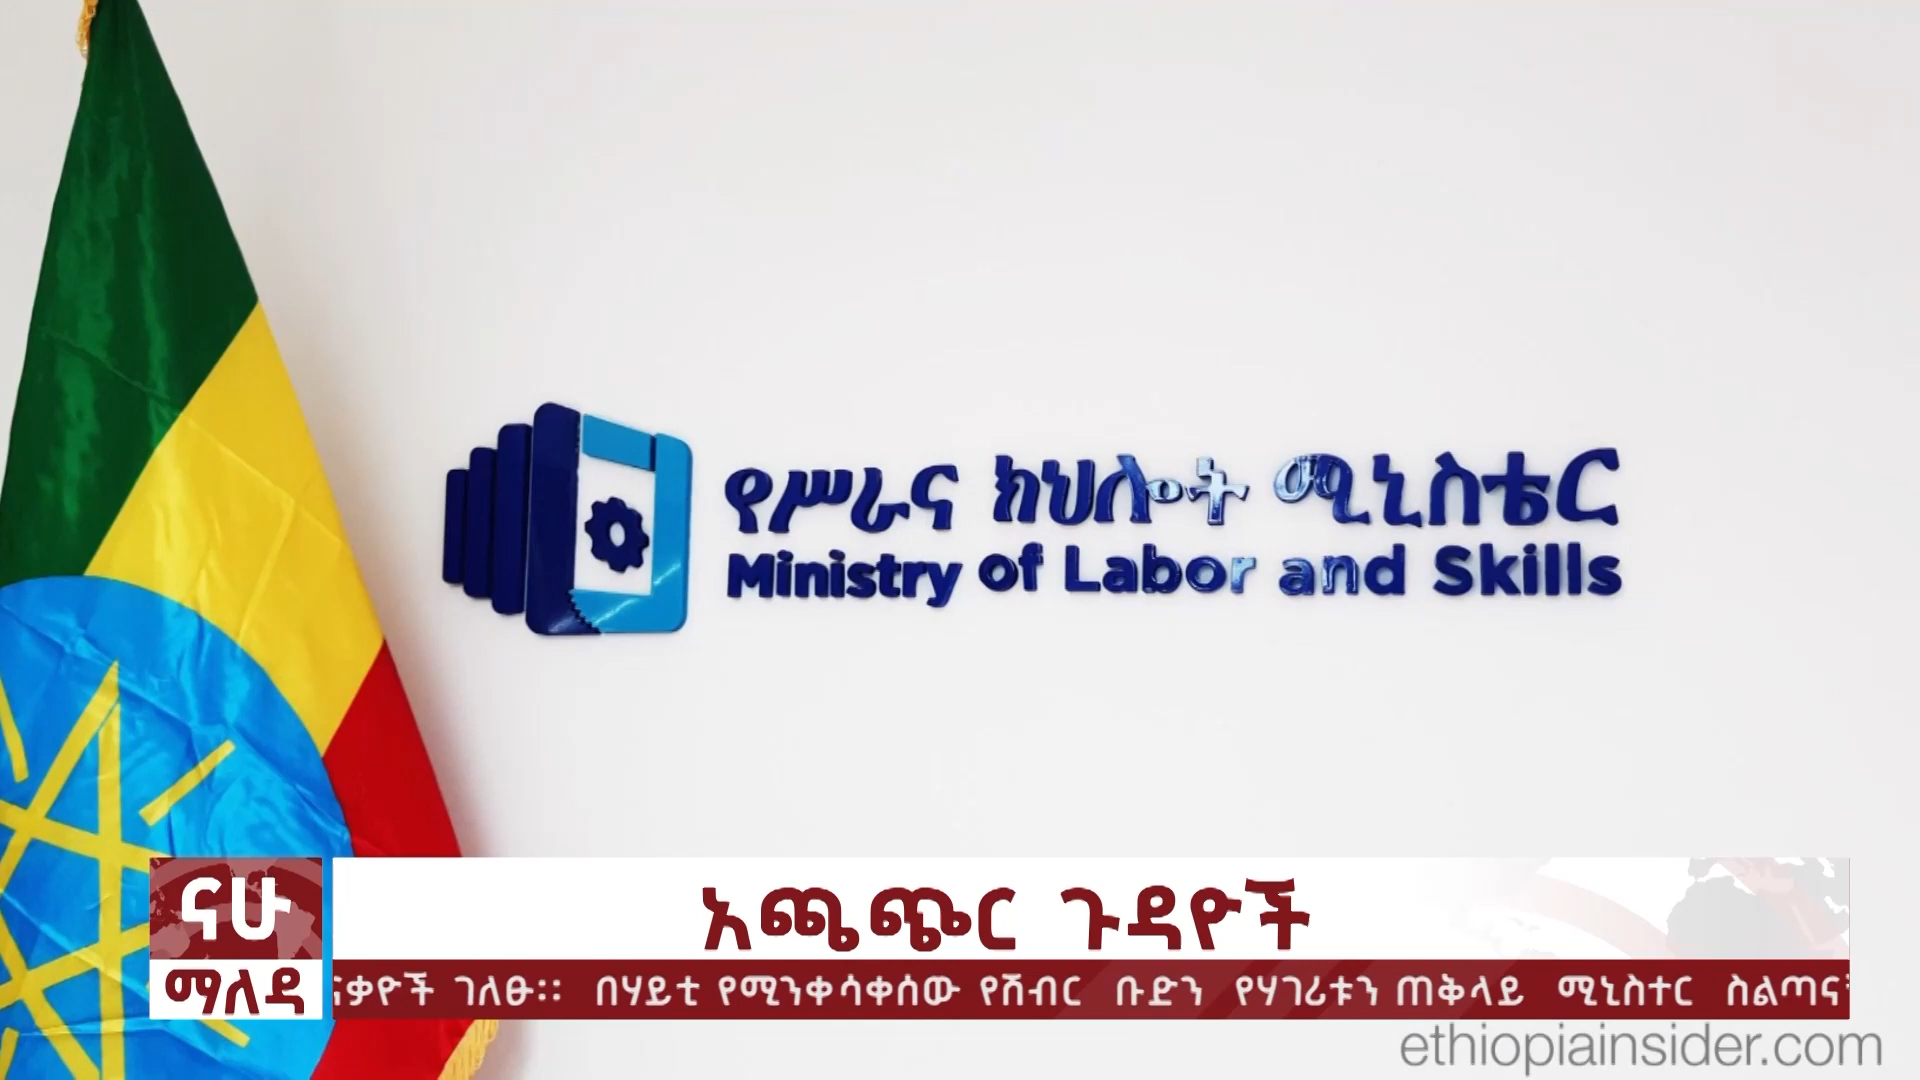 የሥራና ክህሎት ሚኒስቴር
Ministry of Labor and Skills
ናሁ
አጫጭር ጉዳዮች
ማለዳ
ቃዮች ገለፁ፡፡ በሃይቲ የሚንቀሳቀሰው የሽብር ቡድን የሃገሪቱን ጠቅላይ ሚኒስተር
ethiopiainsider.com